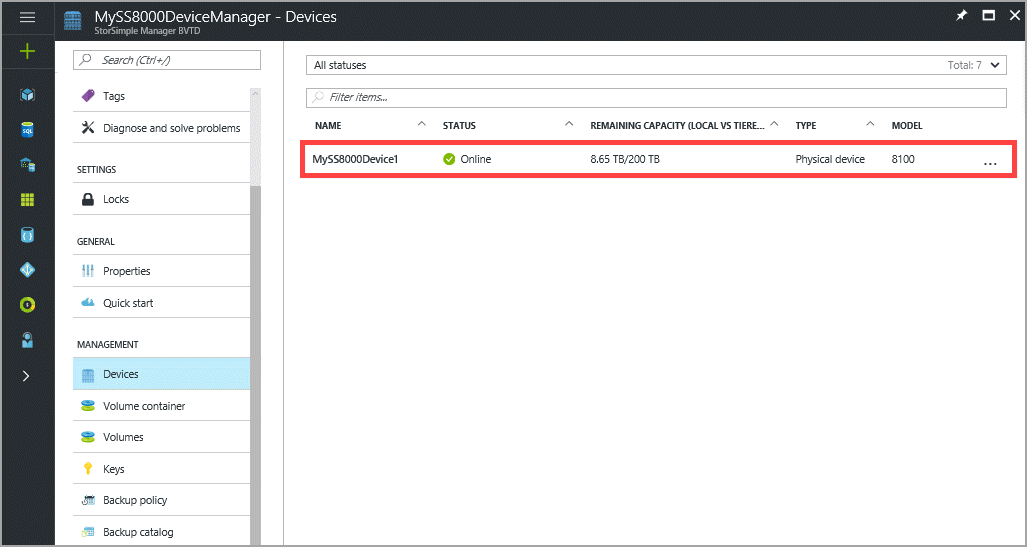 MySS8000DeviceManager - Devices
StorSimple Manager BVTD
Search (Ctrl+/)
Tags
Diagnose and solve problems
SETTINGS
Locks
GENERAL
Properties
Quick start
MANAGEMENT
Devices
Volume container
Volumes
Keys
Backup policy
Backup catalog
All statuses Total: 7
Filter items...
NAME STATUS REMAINING CAPACITY (LOCAL VS TIERE... TYPE MODEL
MySS8000Device1 Online 8.65 TB/200 TB Physical device 8100 ...
SQL